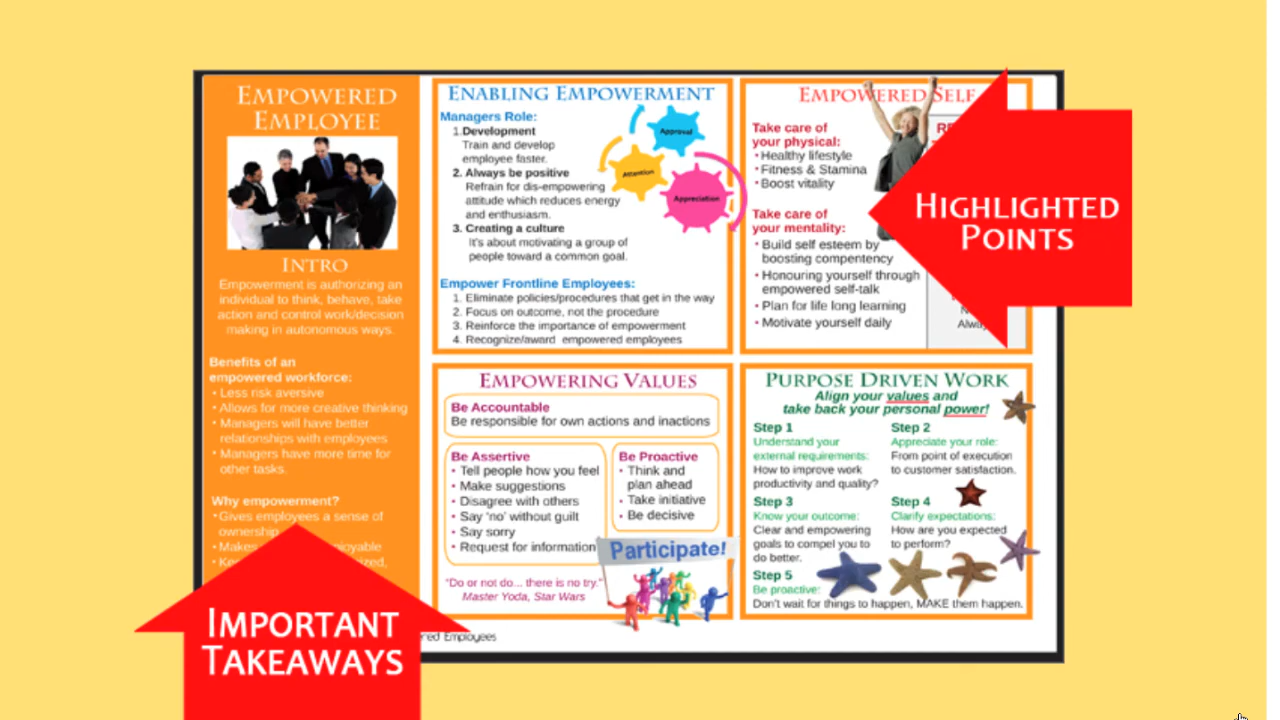 EMPOWERED
EMPLOYEE
INTRO
Empowerment is authorizing an
individual to think, behave, take
action and control work/decision
making in autonomous ways.
Benefits of an
empowered workforce:
• Less risk aversive
• Allows for more creative thinking
• Managers will have better
relationships with employees
• Managers have more time for
other tasks.
Why empowerment?
• Gives employees a sense of
ownership
• Makes
IMPORTANT
TAKEAWAYS
ENABLING EMPOWERMENT
Managers Role:
1. Development
Train and develop
employee faster.
2. Always be positive
Refrain for dis-empowering
attitude which reduces energy
and enthusiasm.
3. Creating a culture
It's about motivating a group of
people toward a common goal.
Approval
Attention
Appreciation
Empower Frontline Employees:
1. Eliminate policies/procedures that get in the way
2. Focus on outcome, not the procedure
3. Reinforce the importance of empowerment
4. Recognize/award empowered employees
EMPOWERED SELF
Take care of
your physical:
• Healthy lifestyle
• Fitness & Stamina
• Boost vitality
Take care of
your mentality:
• Build self esteem by
boosting compentency
• Honouring yourself through
empowered self-talk
• Plan for life long learning
• Motivate yourself daily
HIGHLIGHTED
POINTS
EMPOWERING VALUES
Be Accountable
Be responsible for own actions and inactions
Be Assertive
• Tell people how you feel
• Make suggestions
• Disagree with others
• Say 'no' without guilt
• Say sorry
• Request for information
Be Proactive
• Think and
plan ahead
• Take initiative
• Be decisive
Participate!
"Do or not do... there is no try."
Master Yoda, Star Wars
PURPOSE DRIVEN WORK
Align your values and
take back your personal power!
Step 1
Understand your
external requirements:
How to improve work
productivity and quality?
Step 2
Appreciate your role:
From point of execution
to customer satisfaction.
Step 3
Know your outcome:
Clear and empowering
goals to compel you to
do better.
Step 4
Clarify expectations:
How are you expected
to perform?
Step 5
Be proactive:
Don't wait for things to happen, MAKE them happen.
Employees